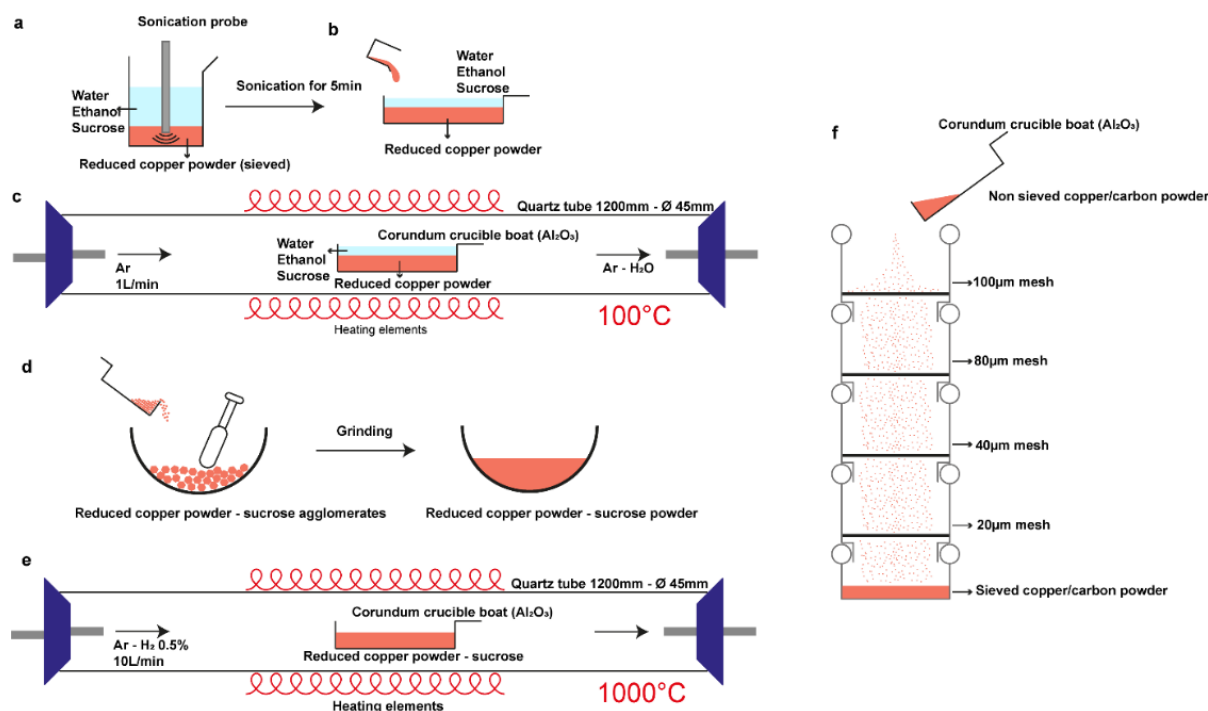 a
Sonication probe
Water
Ethanol
Sucrose
Reduced copper powder (sieved)
Sonication for 5min
b
Water
Ethanol
Sucrose
Reduced copper powder
c
Quartz tube 1200mm - Ø 45mm
Ar
1L/min
Water
Ethanol
Sucrose
Corundum crucible boat (Al₂O₃)
Reduced copper powder
Ar - H₂O
Heating elements
100°C
d
Grinding
Reduced copper powder - sucrose agglomerates
Reduced copper powder - sucrose powder
e
Quartz tube 1200mm - Ø 45mm
Ar - H₂ 0.5%
10L/min
Corundum crucible boat (Al₂O₃)
Reduced copper powder - sucrose
Heating elements
1000°C
f
Corundum crucible boat (Al₂O₃)
Non sieved copper/carbon powder
100µm mesh
80µm mesh
40µm mesh
20µm mesh
Sieved copper/carbon powder